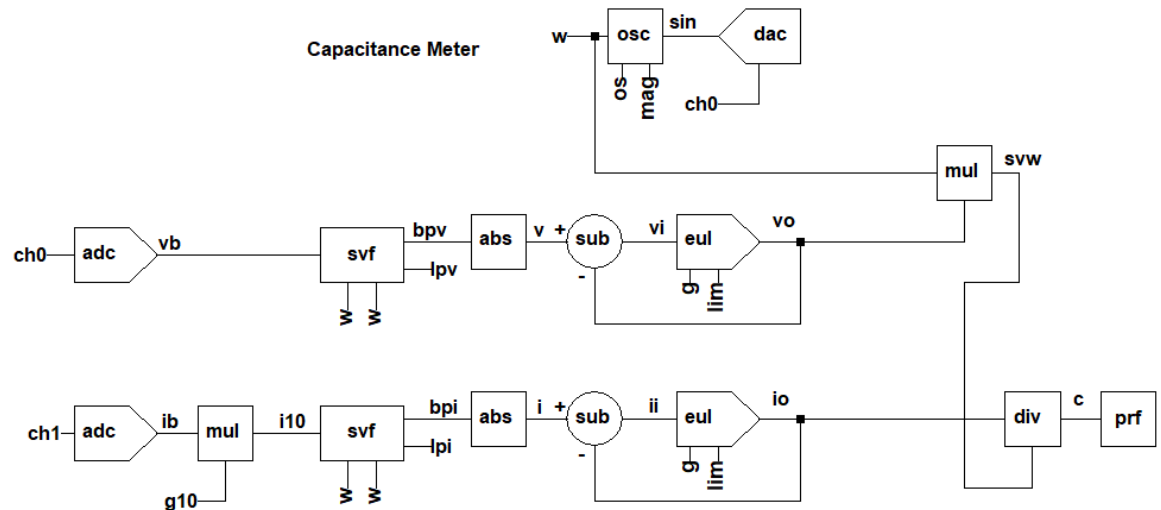 Capacitance Meter
w
osc
sin
dac
os
mag
ch0
mul
svw
ch0
adc
vb
svf
bpv
lpv
w
w
abs
v
+
sub
-
vi
eul
g
lim
vo
ch1
adc
ib
mul
g10
i10
svf
bpi
lpi
w
w
abs
i
+
sub
-
ii
eul
g
lim
io
div
c
prf